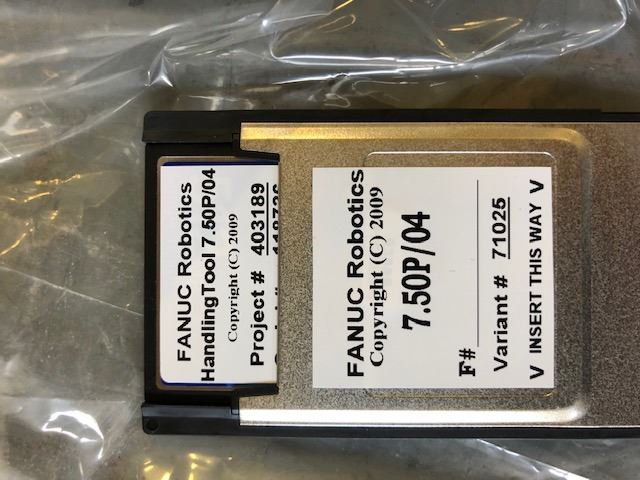 FANUC Robotics
HandlingTool 7.50P/04
Copyright (C) 2009
Project # 403189
FANUC Robotics
Copyright (C) 2009
7.50P/04
F#
Variant # 71025
V INSERT THIS WAY V